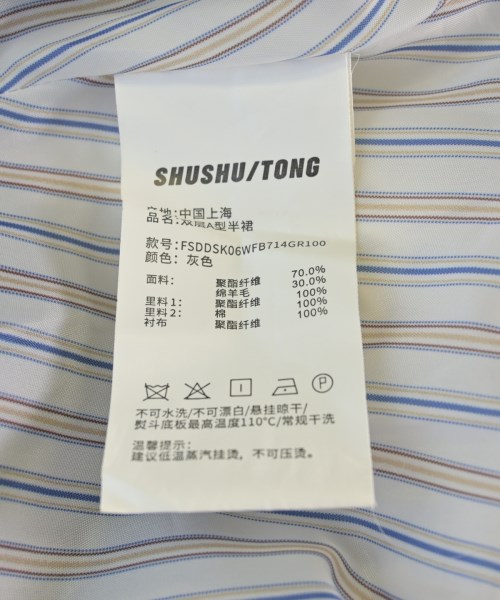 SHUSHU/TONG
产地:中国上海
品名:双层A型半裙
款号:FSDDSK06WFB714GR100
颜色:灰色
面料: 聚酯纤维 70.0%
绵羊毛 30.0%
里料1: 聚酯纤维 100%
里料2: 棉 100%
衬布 聚酯纤维 100%
P
不可水洗/不可漂白/悬挂晾干/
熨斗底板最高温度110°C/常规干洗
温馨提示:
建议低温蒸汽挂烫,不可压烫。